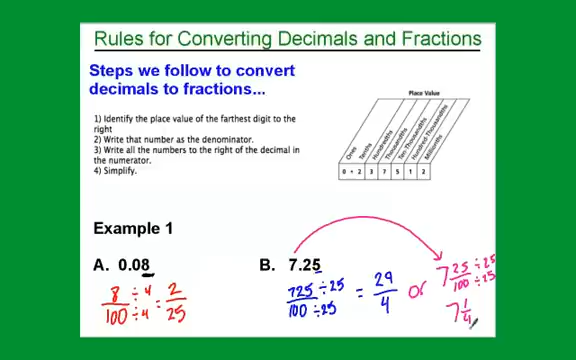 Rules for Converting Decimals and Fractions
Steps we follow to convert
decimals to fractions...
1) Identify the place value of the farthest digit to the
right
2) Write that number as the denominator.
3) Write all the numbers to the right of the decimal in
the numerator.
4) Simplify.
Place Value
Ones
Tenths
Hundredths
Thousandths
Ten Thousandths
Hundred Thousandths
Millionths
0 . 2 3 7 5 1 2
Example 1
A. 0.08
8/100 ÷4/÷4 = 2/25
B. 7.25
725/100 ÷25/÷25 = 29/4 or 7 25/100 ÷25/÷25
7 1/4